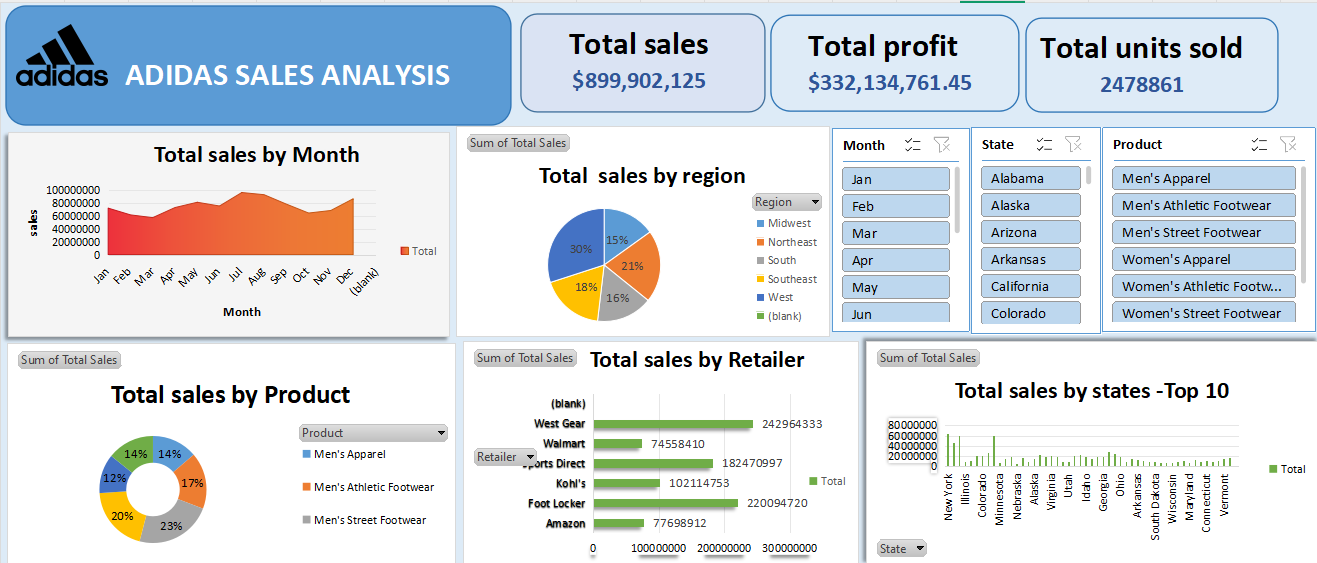 adidas
ADIDAS SALES ANALYSIS
Total sales
$899,902,125
Total profit
$332,134,761.45
Total units sold
2478861
Total sales by Month
sales
100000000
80000000
60000000
40000000
20000000
0
Jan
Feb
Mar
Apr
May
Jun
Jul
Aug
Sep
Oct
Nov
Dec
(blank)
Month
Total
Sum of Total Sales
Total sales by region
15%
21%
16%
18%
30%
Region
Midwest
Northeast
South
Southeast
West
(blank)
Month
Jan
Feb
Mar
Apr
May
Jun
State
Alabama
Alaska
Arizona
Arkansas
California
Colorado
Product
Men's Apparel
Men's Athletic Footwear
Men's Street Footwear
Women's Apparel
Women's Athletic Footw...
Women's Street Footwear
Sum of Total Sales
Total sales by Product
14%
17%
23%
20%
12%
14%
Product
Men's Apparel
Men's Athletic Footwear
Men's Street Footwear
Sum of Total Sales
Total sales by Retailer
(blank)
West Gear 242964333
Walmart 74558410
Retailer
ports Direct 182470997
Kohl's 102114753
Foot Locker 220094720
Amazon 77698912
0 100000000 200000000 300000000
Total
Sum of Total Sales
Total sales by states -Top 10
80000000
60000000
40000000
20000000
0
New York
Illinois
Colorado
Minnesota
Nebraska
Alaska
Virginia
Utah
Idaho
Georgia
Ohio
Arkansas
South Dakota
Wisconsin
Maryland
Connecticut
Vermont
Total
State